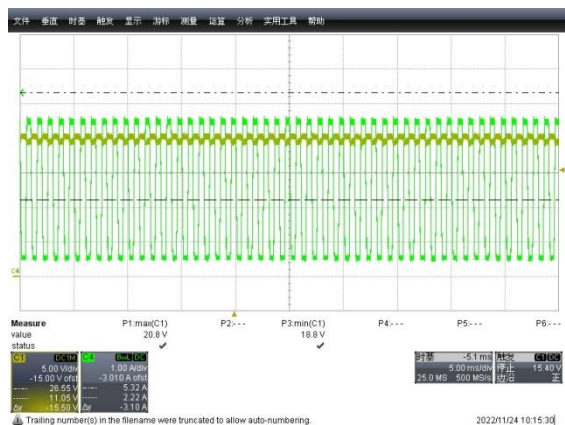 文件 垂直 时基 触发 显示 游标 测量 运算 分析 实用工具 帮助
C4
Measure P1:max(C1) P2:--- P3:min(C1) P4:--- P5:--- P6:---
value 20.8 V 18.8 V
status
C1 DC1M C4 BwL DC 时基 -5.1 ms 触发 C1 DC
5.00 V/div 1.00 A/div 5.00 ms/div 停止 15.40 V
-15.00 V ofst -3.010 A ofst 25.0 MS 500 MS/s 边沿 正
26.55 V 5.32 A
11.05 V 2.22 A
Δy -15.50 V Δy -3.10 A
Trailing number(s) in the filename were truncated to allow auto-numbering. 2022/11/24 10:15:30